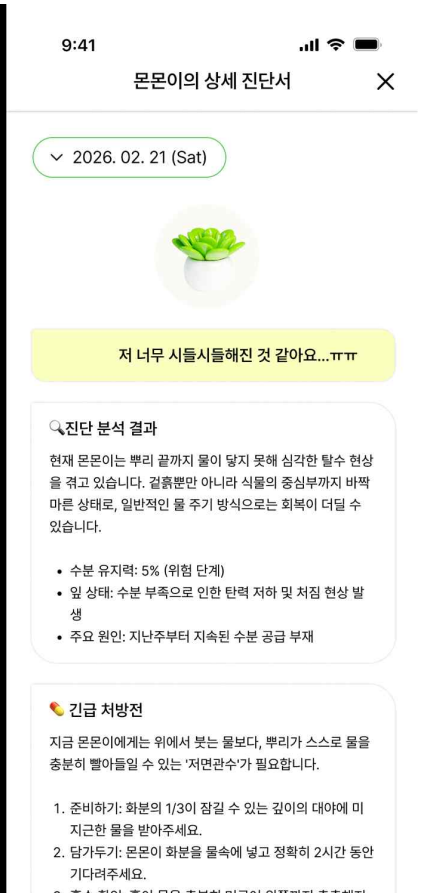 9:41
몬몬이의 상세 진단서
2026. 02. 21 (Sat)
저 너무 시들시들해진 것 같아요...ㅠㅠ
🔍진단 분석 결과
현재 몬몬이는 뿌리 끝까지 물이 닿지 못해 심각한 탈수 현상
을 겪고 있습니다. 겉흙뿐만 아니라 식물의 중심부까지 바짝
마른 상태로, 일반적인 물 주기 방식으로는 회복이 더딜 수
있습니다.
• 수분 유지력: 5% (위험 단계)
• 잎 상태: 수분 부족으로 인한 탄력 저하 및 처짐 현상 발
생
• 주요 원인: 지난주부터 지속된 수분 공급 부재
💊 긴급 처방전
지금 몬몬이에게는 위에서 붓는 물보다, 뿌리가 스스로 물을
충분히 빨아들일 수 있는 '저면관수'가 필요합니다.
1. 준비하기: 화분의 1/3이 잠길 수 있는 깊이의 대야에 미
지근한 물을 받아주세요.
2. 담가두기: 몬몬이 화분을 물속에 넣고 정확히 2시간 동안
기다려주세요.